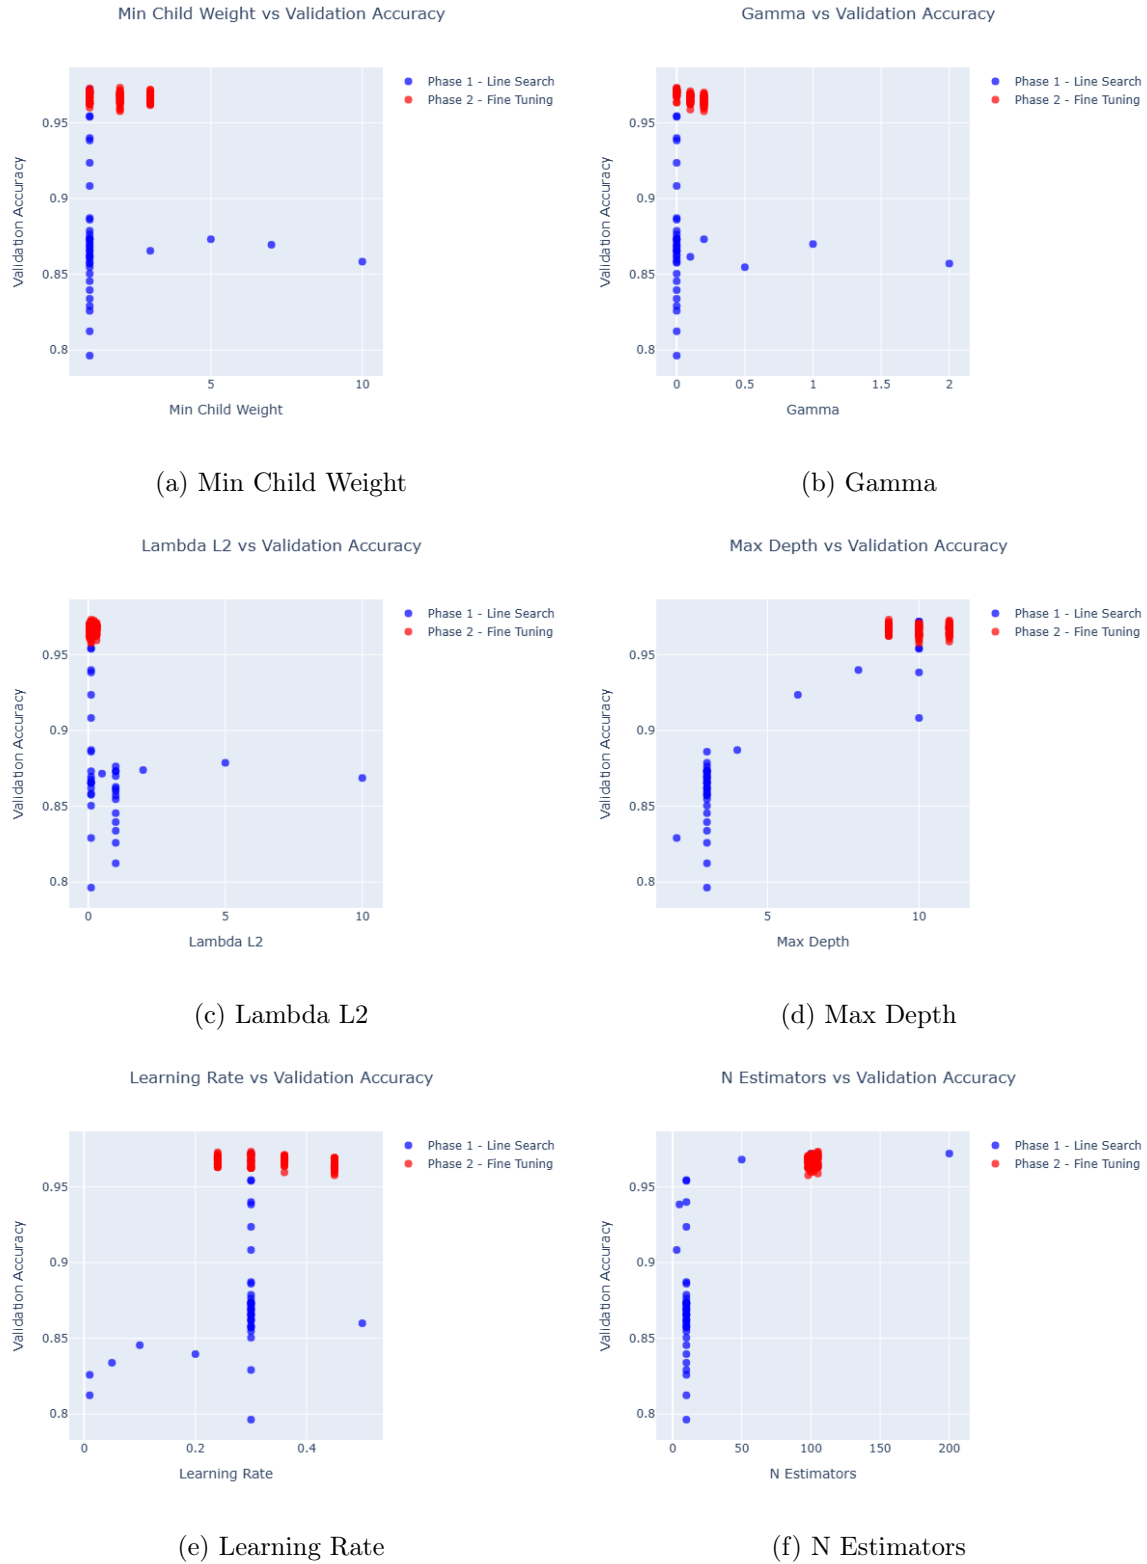 Min Child Weight vs Validation Accuracy
Phase 1 - Line Search
Phase 2 - Fine Tuning
Validation Accuracy
0.95
0.9
0.85
0.8
5
10
Min Child Weight
(a) Min Child Weight
Gamma vs Validation Accuracy
Phase 1 - Line Search
Phase 2 - Fine Tuning
Validation Accuracy
0.95
0.9
0.85
0.8
0
0.5
1
1.5
2
Gamma
(b) Gamma
Lambda L2 vs Validation Accuracy
Phase 1 - Line Search
Phase 2 - Fine Tuning
Validation Accuracy
0.95
0.9
0.85
0.8
0
5
10
Lambda L2
(c) Lambda L2
Max Depth vs Validation Accuracy
Phase 1 - Line Search
Phase 2 - Fine Tuning
Validation Accuracy
0.95
0.9
0.85
0.8
5
10
Max Depth
(d) Max Depth
Learning Rate vs Validation Accuracy
Phase 1 - Line Search
Phase 2 - Fine Tuning
Validation Accuracy
0.95
0.9
0.85
0.8
0
0.2
0.4
Learning Rate
(e) Learning Rate
N Estimators vs Validation Accuracy
Phase 1 - Line Search
Phase 2 - Fine Tuning
Validation Accuracy
0.95
0.9
0.85
0.8
0
50
100
150
200
N Estimators
(f) N Estimators